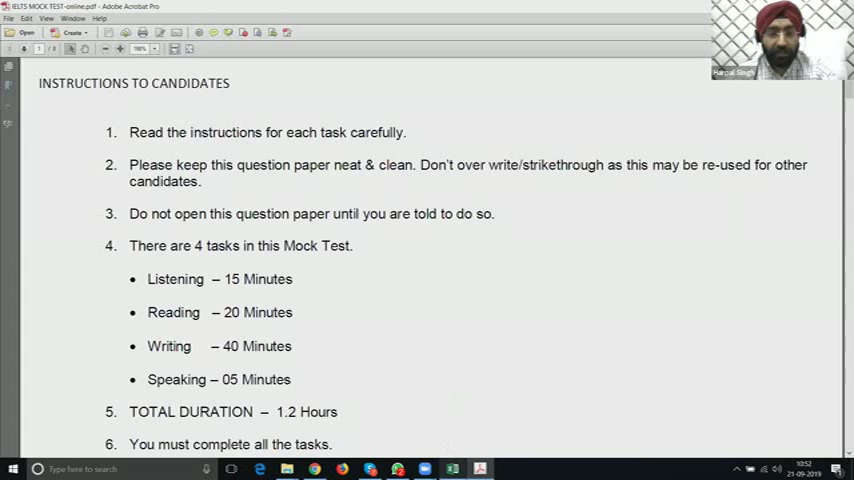 IELTS MOCK TEST-online.pdf - Adobe Acrobat Pro
File Edit View Window Help
Open Create
1 / 8 198%
Harpal Singh
INSTRUCTIONS TO CANDIDATES
1. Read the instructions for each task carefully.
2. Please keep this question paper neat & clean. Don't over write/strikethrough as this may be re-used for other
candidates.
3. Do not open this question paper until you are told to do so.
4. There are 4 tasks in this Mock Test.
• Listening – 15 Minutes
• Reading – 20 Minutes
• Writing – 40 Minutes
• Speaking – 05 Minutes
5. TOTAL DURATION – 1.2 Hours
6. You must complete all the tasks.
Type here to search
10:52
21-09-2019